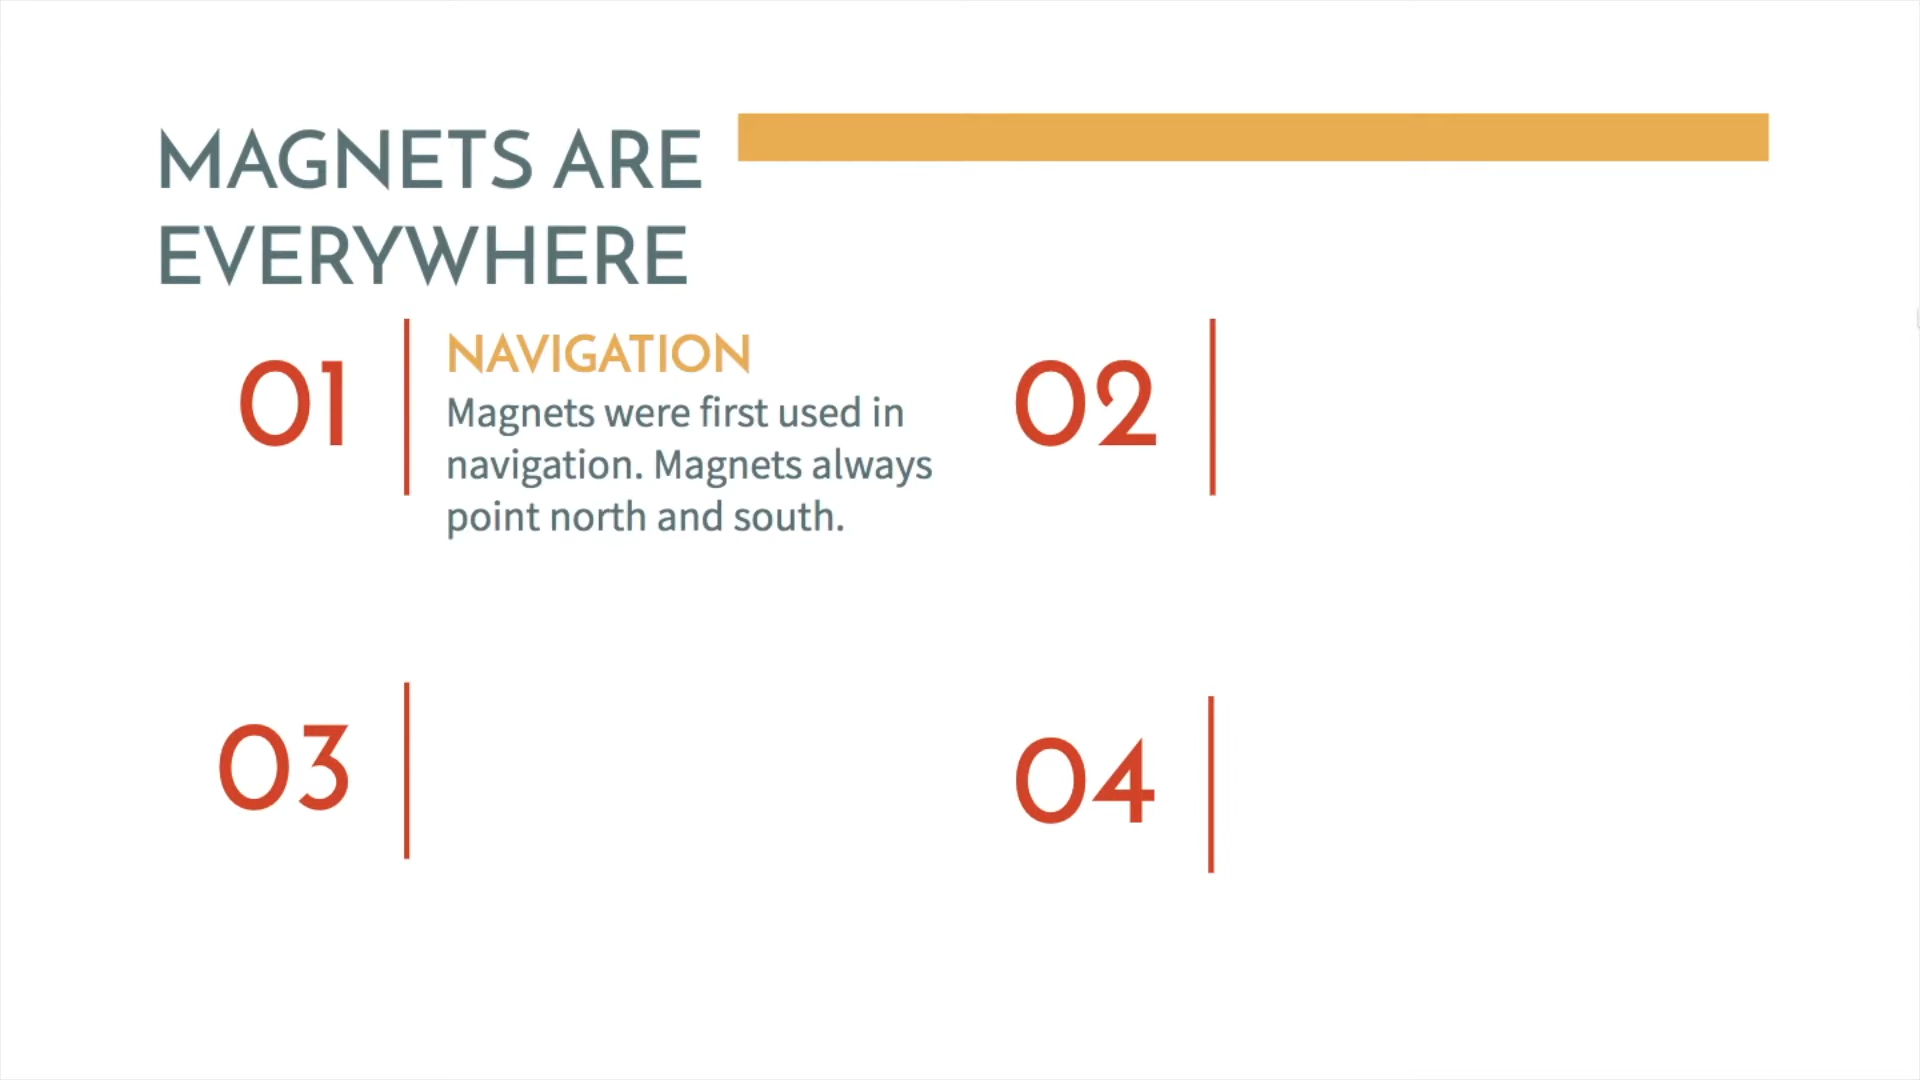 MAGNETS ARE
EVERYWHERE
01
NAVIGATION
Magnets were first used in
navigation. Magnets always
point north and south.
02
03
04